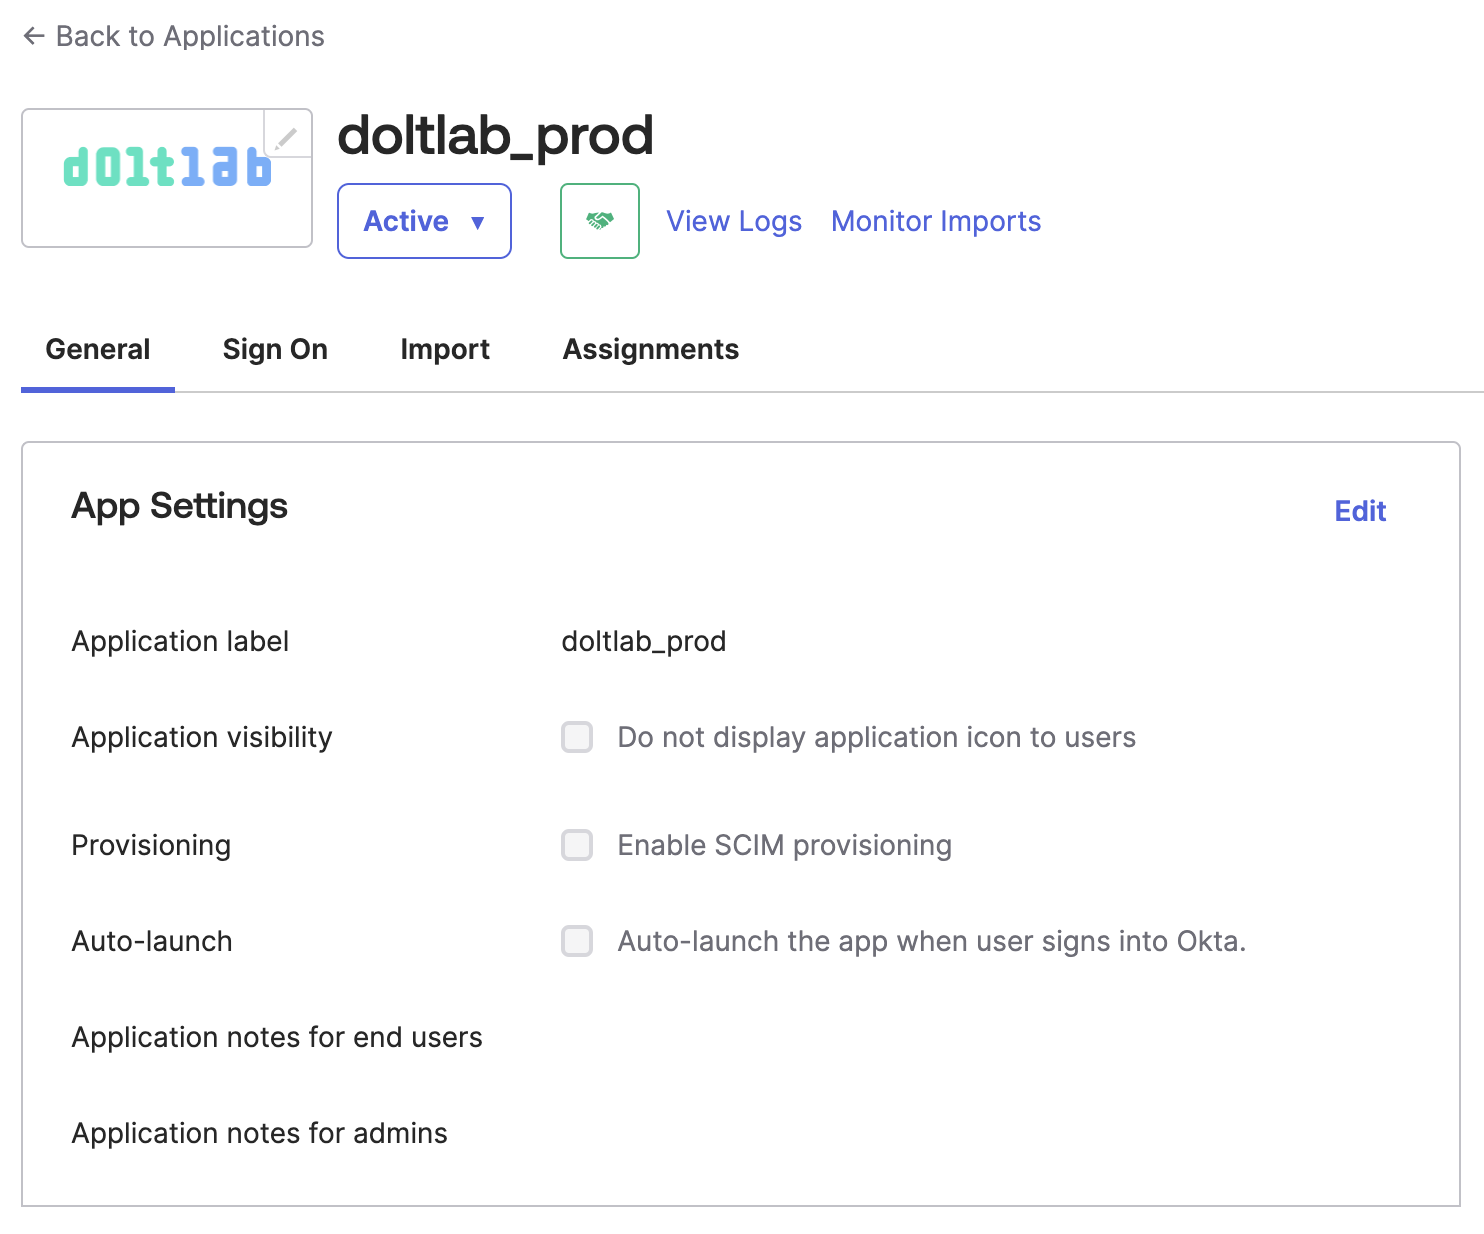 ← Back to Applications
doltlab
doltlab_prod
Active ▼
View Logs
Monitor Imports
General
Sign On
Import
Assignments
App Settings
Edit
Application label
doltlab_prod
Application visibility
Do not display application icon to users
Provisioning
Enable SCIM provisioning
Auto-launch
Auto-launch the app when user signs into Okta.
Application notes for end users
Application notes for admins